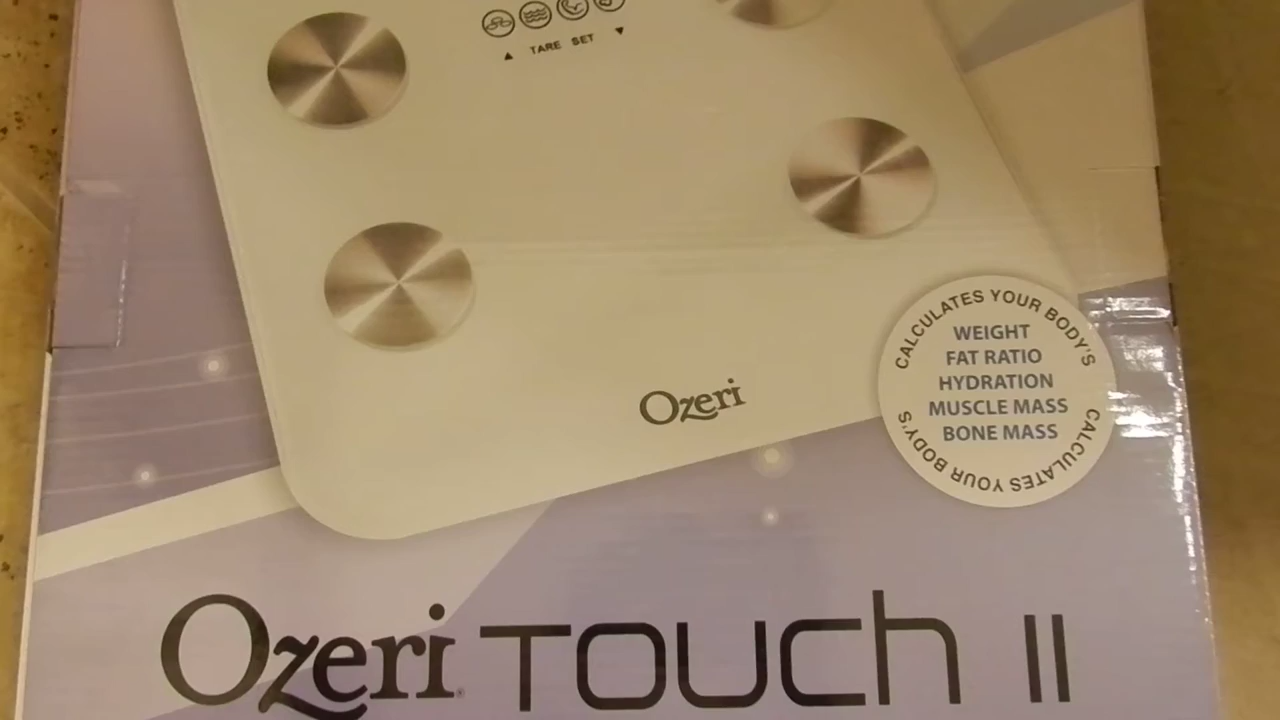 ▲ TARE SET ▼
Ozeri
CALCULATES YOUR BODY'S
WEIGHT
FAT RATIO
HYDRATION
MUSCLE MASS
BONE MASS
CALCULATES YOUR BODY'S
Ozeri TOUCH II